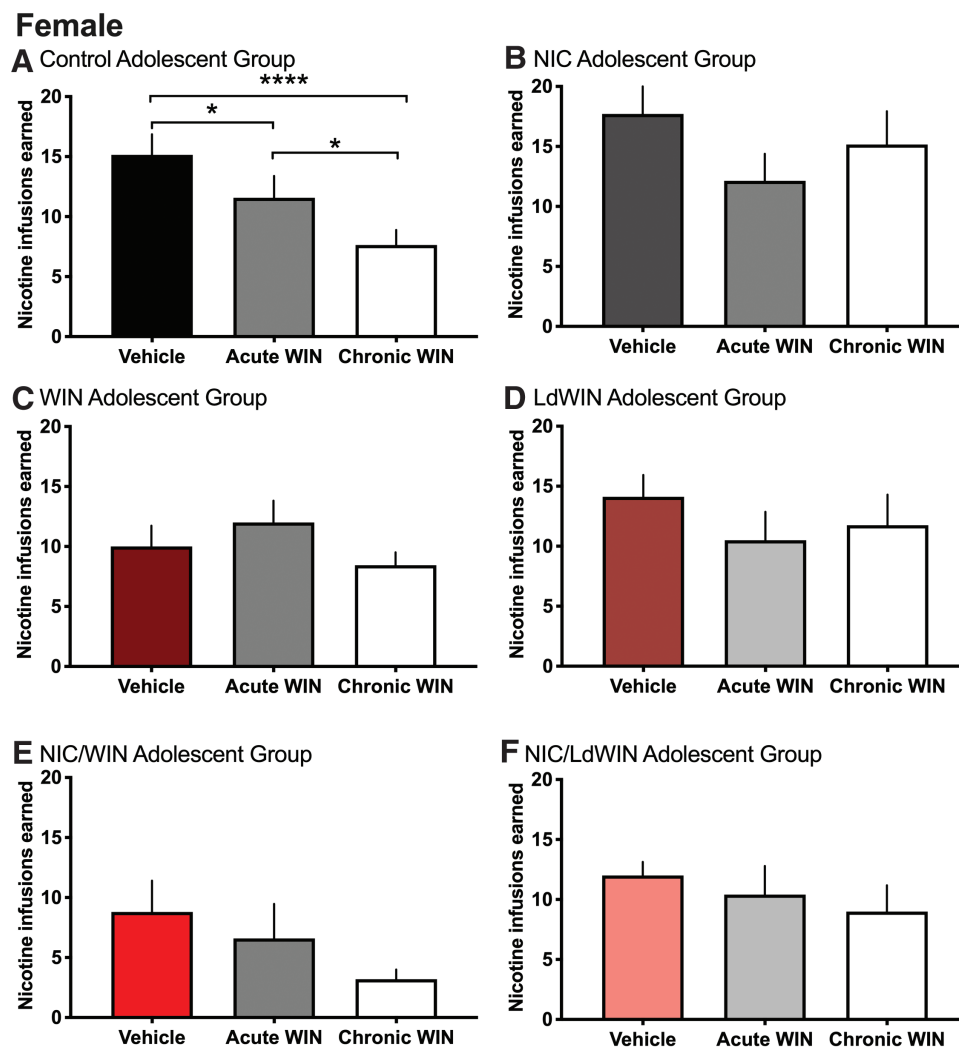 Female
A Control Adolescent Group
****
*
*
Nicotine infusions earned
20
15
10
5
0
Vehicle Acute WIN Chronic WIN
B NIC Adolescent Group
Nicotine infusions earned
20
15
10
5
0
Vehicle Acute WIN Chronic WIN
C WIN Adolescent Group
Nicotine infusions earned
20
15
10
5
0
Vehicle Acute WIN Chronic WIN
D LdWIN Adolescent Group
Nicotine infusions earned
20
15
10
5
0
Vehicle Acute WIN Chronic WIN
E NIC/WIN Adolescent Group
Nicotine infusions earned
20
15
10
5
0
Vehicle Acute WIN Chronic WIN
F NIC/LdWIN Adolescent Group
Nicotine infusions earned
20
15
10
5
0
Vehicle Acute WIN Chronic WIN